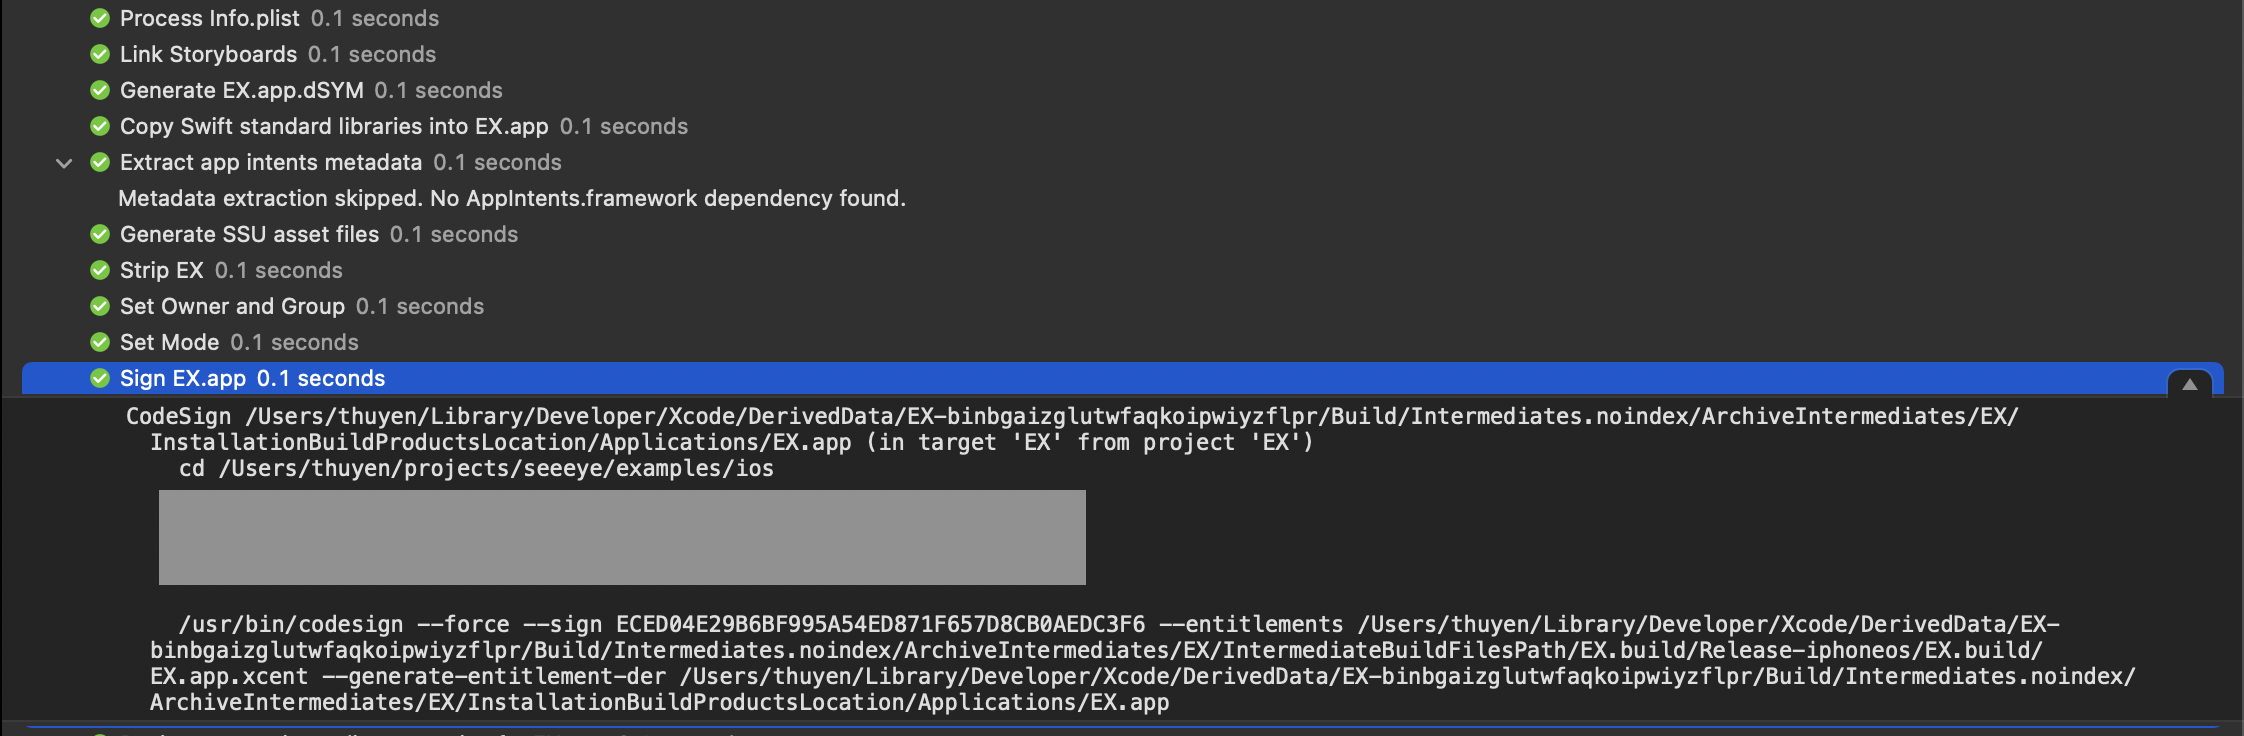 Process Info.plist 0.1 seconds
Link Storyboards 0.1 seconds
Generate EX.app.dSYM 0.1 seconds
Copy Swift standard libraries into EX.app 0.1 seconds
Extract app intents metadata 0.1 seconds
Metadata extraction skipped. No AppIntents.framework dependency found.
Generate SSU asset files 0.1 seconds
Strip EX 0.1 seconds
Set Owner and Group 0.1 seconds
Set Mode 0.1 seconds
Sign EX.app 0.1 seconds
CodeSign /Users/thuyen/Library/Developer/Xcode/DerivedData/EX-binbgaizglutwfaqkoipwiyzflpr/Build/Intermediates.noindex/ArchiveIntermediates/EX/
InstallationBuildProductsLocation/Applications/EX.app (in target 'EX' from project 'EX')
cd /Users/thuyen/projects/seeeye/examples/ios
/usr/bin/codesign --force --sign ECED04E29B6BF995A54ED871F657D8CB0AEDC3F6 --entitlements /Users/thuyen/Library/Developer/Xcode/DerivedData/EX-
binbgaizglutwfaqkoipwiyzflpr/Build/Intermediates.noindex/ArchiveIntermediates/EX/IntermediateBuildFilesPath/EX.build/Release-iphoneos/EX.build/
EX.app.xcent --generate-entitlement-der /Users/thuyen/Library/Developer/Xcode/DerivedData/EX-binbgaizglutwfaqkoipwiyzflpr/Build/Intermediates.noindex/
ArchiveIntermediates/EX/InstallationBuildProductsLocation/Applications/EX.app